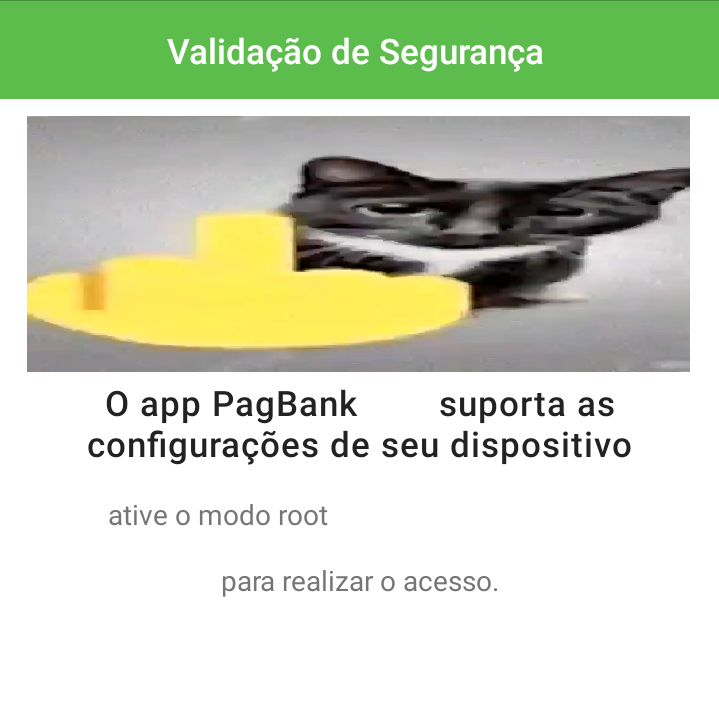 Validação de Segurança
O app PagBank suporta as
configurações de seu dispositivo
ative o modo root
para realizar o acesso.